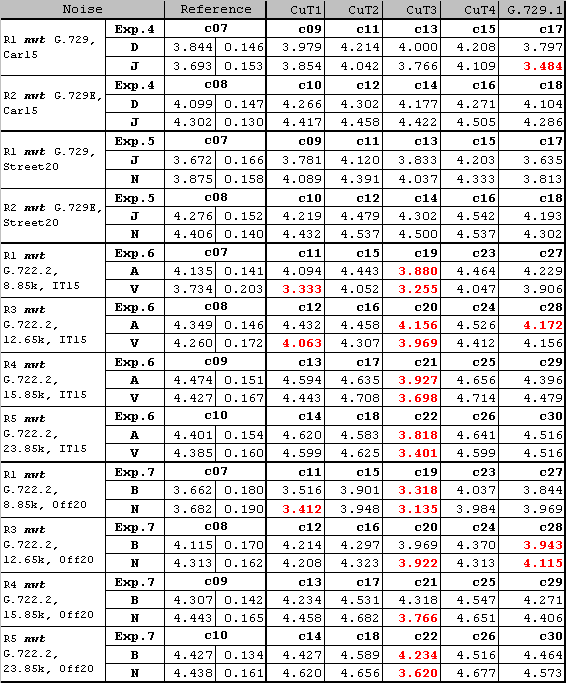 Noise Reference CuT1 CuT2 CuT3 CuT4 G.729.1
R1 nwt G.729, Car15 Exp.4 c07 c09 c11 c13 c15 c17
D 3.844 0.146 3.979 4.214 4.000 4.208 3.797
J 3.693 0.153 3.854 4.042 3.766 4.109 3.484
R2 nwt G.729E, Car15 Exp.4 c08 c10 c12 c14 c16 c18
D 4.099 0.147 4.266 4.302 4.177 4.271 4.104
J 4.302 0.130 4.417 4.458 4.422 4.505 4.286
R1 nwt G.729, Street20 Exp.5 c07 c09 c11 c13 c15 c17
J 3.672 0.166 3.781 4.120 3.833 4.203 3.635
N 3.875 0.158 4.089 4.391 4.037 4.333 3.813
R2 nwt G.729E, Street20 Exp.5 c08 c10 c12 c14 c16 c18
J 4.276 0.152 4.219 4.479 4.302 4.542 4.193
N 4.406 0.140 4.432 4.537 4.500 4.537 4.302
R1 nwt G.722.2, 8.85k, IT15 Exp.6 c07 c11 c15 c19 c23 c27
A 4.135 0.141 4.094 4.443 3.880 4.464 4.229
V 3.734 0.203 3.333 4.052 3.255 4.047 3.906
R3 nwt G.722.2, 12.65k, IT15 Exp.6 c08 c12 c16 c20 c24 c28
A 4.349 0.146 4.432 4.458 4.156 4.526 4.172
V 4.260 0.172 4.063 4.307 3.969 4.412 4.156
R4 nwt G.722.2, 15.85k, IT15 Exp.6 c09 c13 c17 c21 c25 c29
A 4.474 0.151 4.594 4.635 3.927 4.656 4.396
V 4.427 0.167 4.443 4.708 3.698 4.714 4.479
R5 nwt G.722.2, 23.85k, IT15 Exp.6 c10 c14 c18 c22 c26 c30
A 4.401 0.154 4.620 4.583 3.818 4.641 4.516
V 4.385 0.160 4.599 4.625 3.401 4.599 4.516
R1 nwt G.722.2, 8.85k, Off20 Exp.7 c07 c11 c15 c19 c23 c27
B 3.662 0.180 3.516 3.901 3.318 4.037 3.844
N 3.682 0.190 3.412 3.948 3.135 3.984 3.969
R3 nwt G.722.2, 12.65k, Off20 Exp.7 c08 c12 c16 c20 c24 c28
B 4.115 0.170 4.214 4.297 3.969 4.370 3.943
N 4.313 0.162 4.208 4.323 3.922 4.313 4.115
R4 nwt G.722.2, 15.85k, Off20 Exp.7 c09 c13 c17 c21 c25 c29
B 4.307 0.142 4.234 4.531 4.318 4.547 4.271
N 4.443 0.165 4.458 4.682 3.766 4.651 4.406
R5 nwt G.722.2, 23.85k, Off20 Exp.7 c10 c14 c18 c22 c26 c30
B 4.427 0.134 4.427 4.589 4.234 4.516 4.464
N 4.438 0.161 4.620 4.656 3.620 4.677 4.573